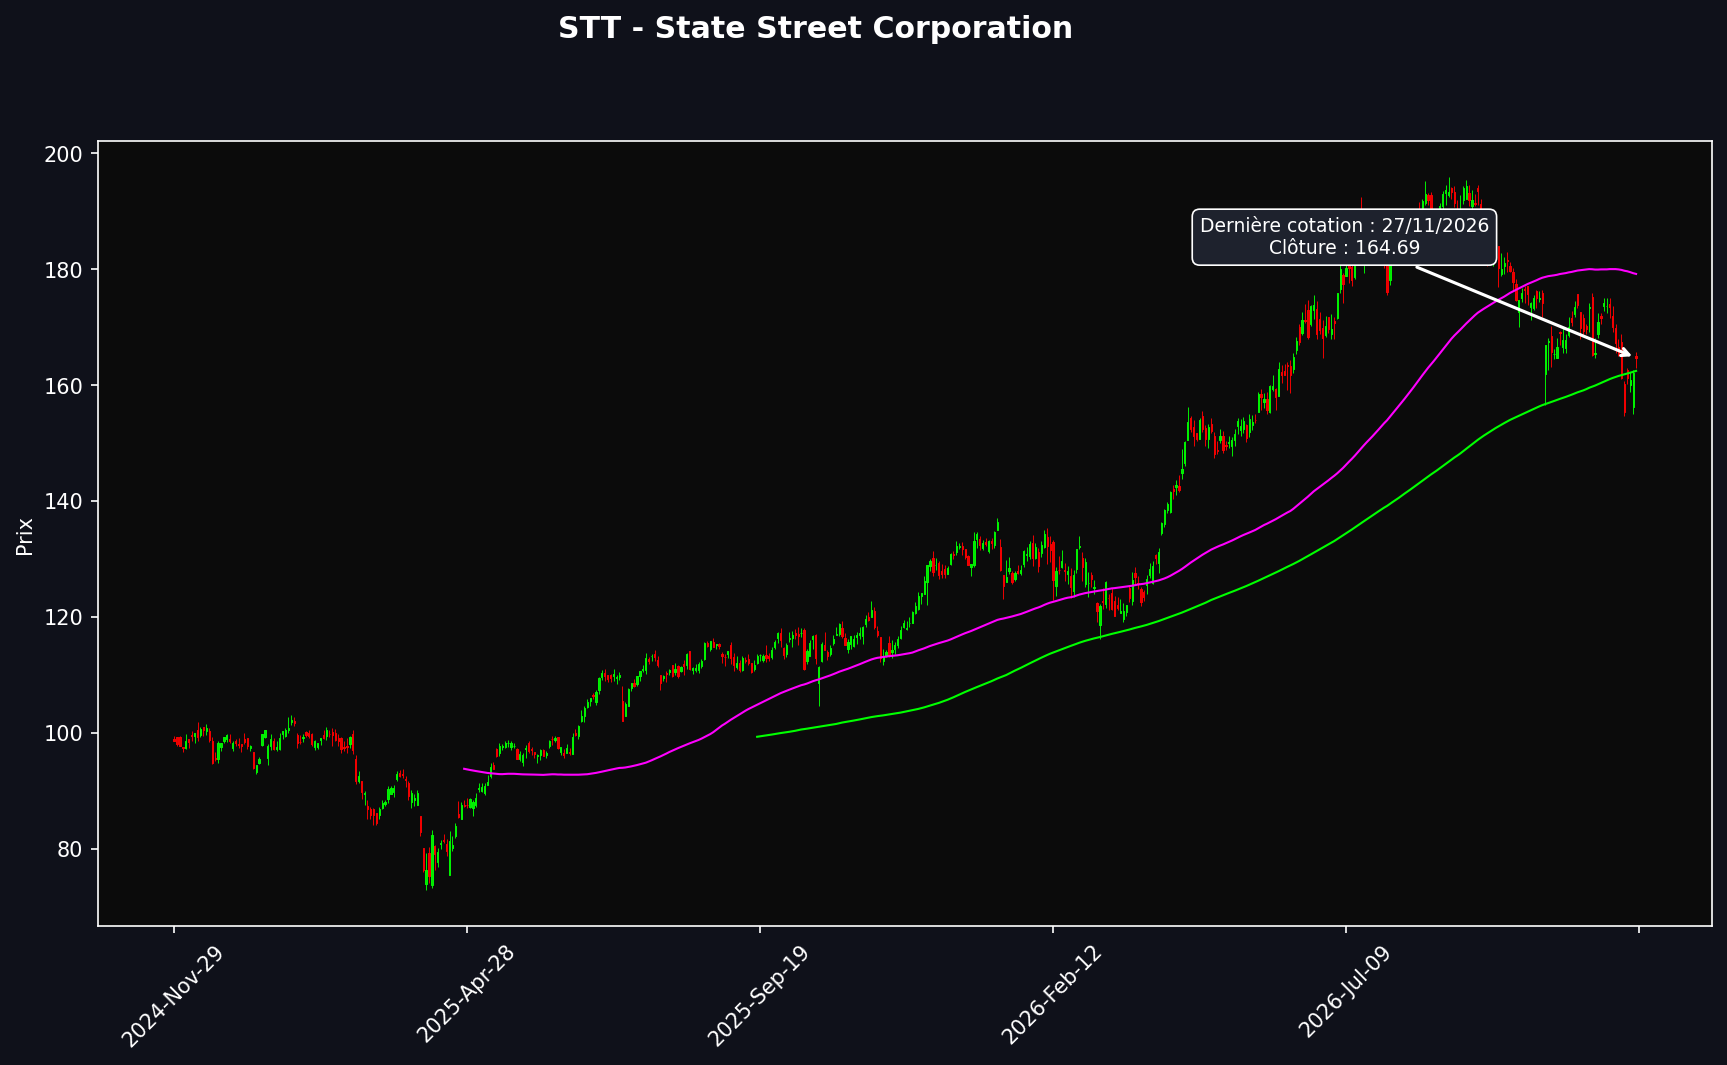 STT - State Street Corporation
200
180
160
140
120
100
80
Prix
Dernière cotation : 27/11/2026
Clôture : 164.69
2024-Nov-29
2025-Apr-28
2025-Sep-19
2026-Feb-12
2026-Jul-09